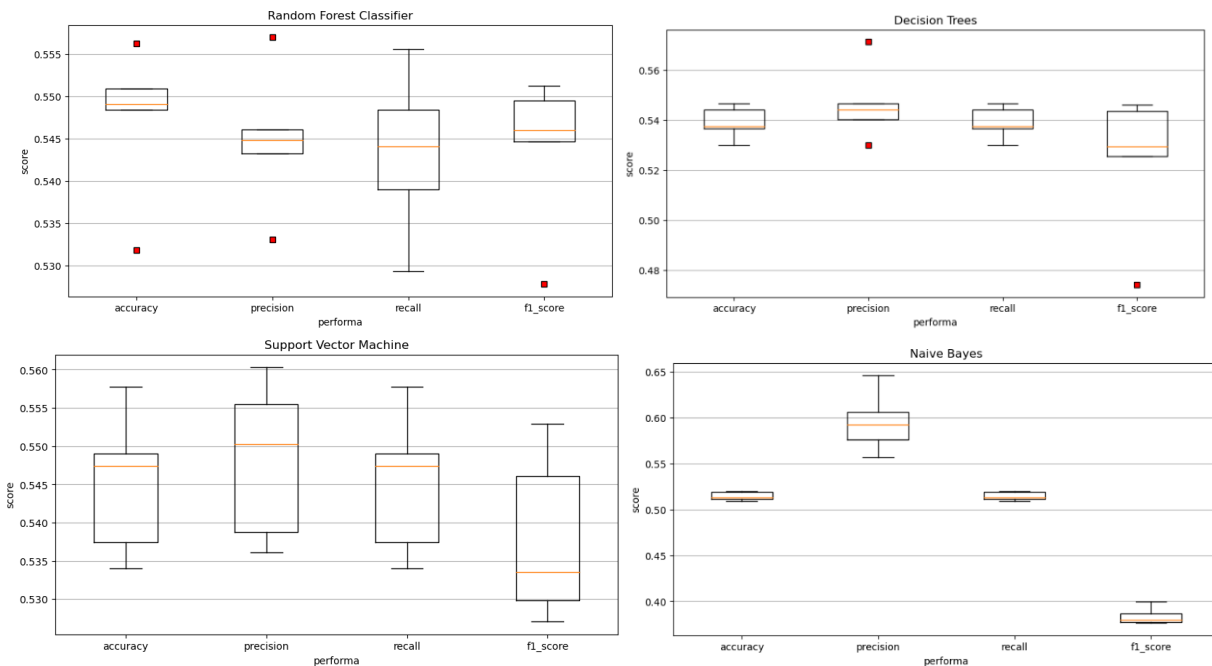 Random Forest Classifier
0.555
0.550
0.545
0.540
0.535
0.530
score
accuracy
precision
recall
f1_score
performa
Decision Trees
0.56
0.54
0.52
0.50
0.48
score
accuracy
precision
recall
f1_score
performa
Support Vector Machine
0.560
0.555
0.550
0.545
0.540
0.535
0.530
score
accuracy
precision
recall
f1_score
performa
Naive Bayes
0.65
0.60
0.55
0.50
0.45
0.40
score
accuracy
precision
recall
f1_score
performa